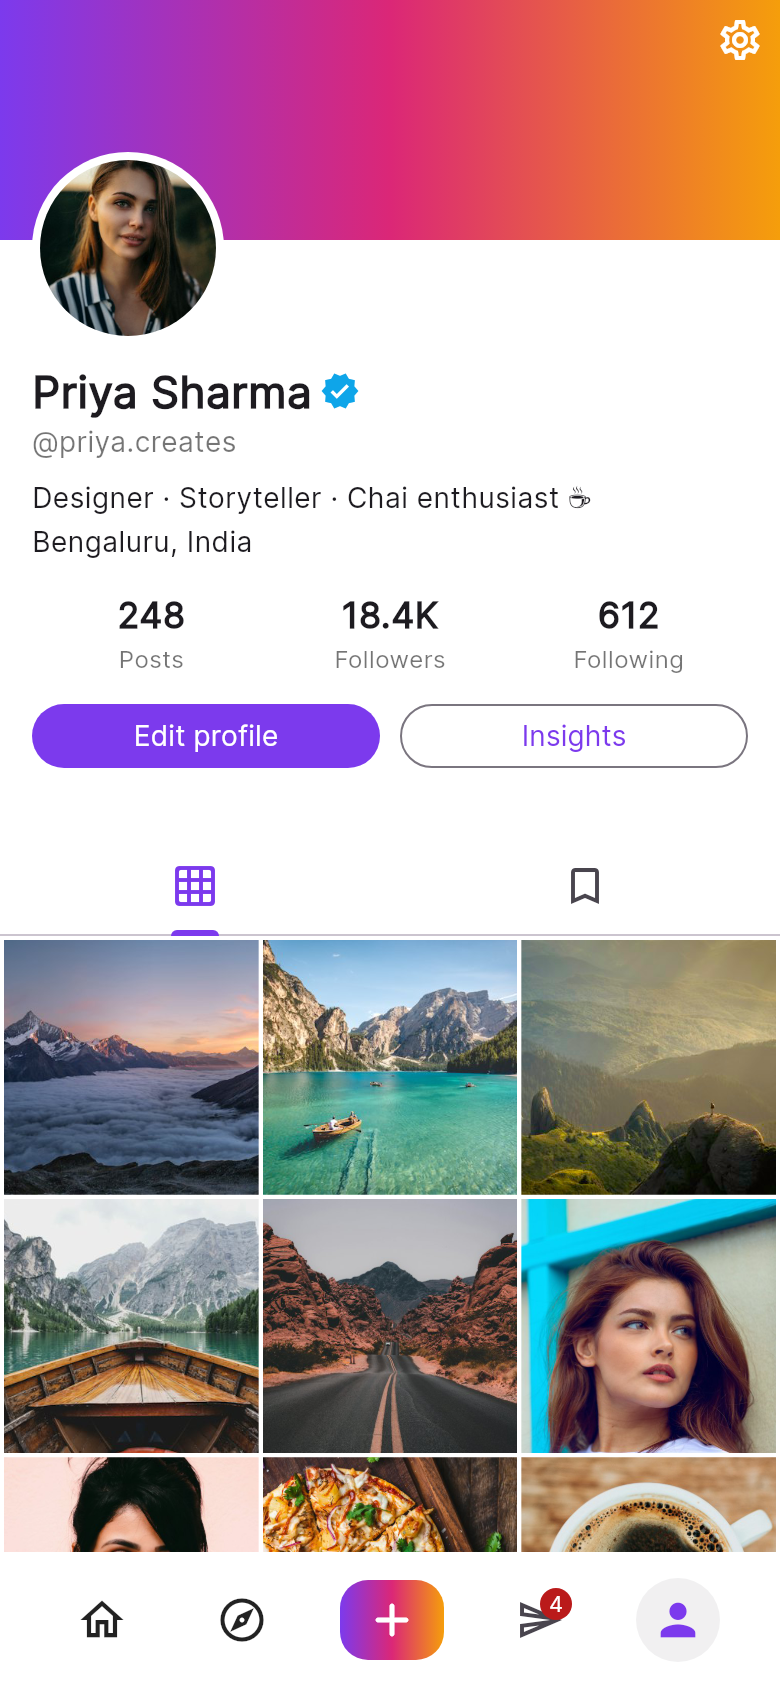 Priya Sharma
@priya.creates
Designer · Storyteller · Chai enthusiast ☕
Bengaluru, India
248 18.4K 612
Posts Followers Following
Edit profile Insights
4